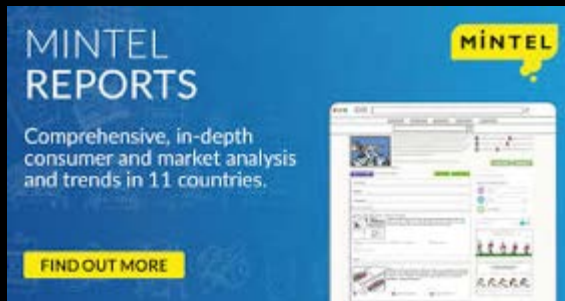 MINTEL
REPORTS
MINTEL
Comprehensive, in-depth
consumer and market analysis
and trends in 11 countries.
FIND OUT MORE